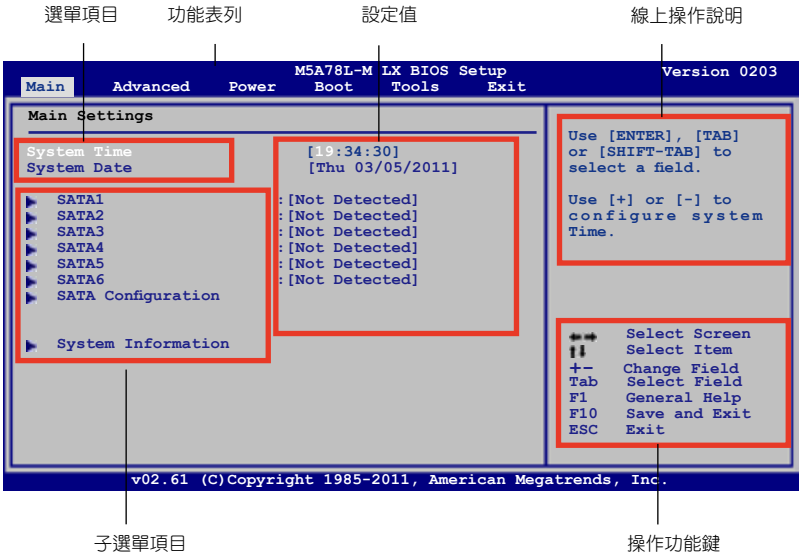 選單項目 功能表列 設定值 線上操作說明
M5A78L-M LX BIOS Setup Version 0203
Main Advanced Power Boot Tools Exit
Main Settings
System Time [19:34:30]
System Date [Thu 03/05/2011]
SATA1 :[Not Detected]
SATA2 :[Not Detected]
SATA3 :[Not Detected]
SATA4 :[Not Detected]
SATA5 :[Not Detected]
SATA6 :[Not Detected]
SATA Configuration
System Information
Use [ENTER], [TAB]
or [SHIFT-TAB] to
select a field.
Use [+] or [-] to
configure system
Time.
←→ Select Screen
↑↓ Select Item
+- Change Field
Tab Select Field
F1 General Help
F10 Save and Exit
ESC Exit
v02.61 (C)Copyright 1985-2011, American Megatrends, Inc.
子選單項目 操作功能鍵